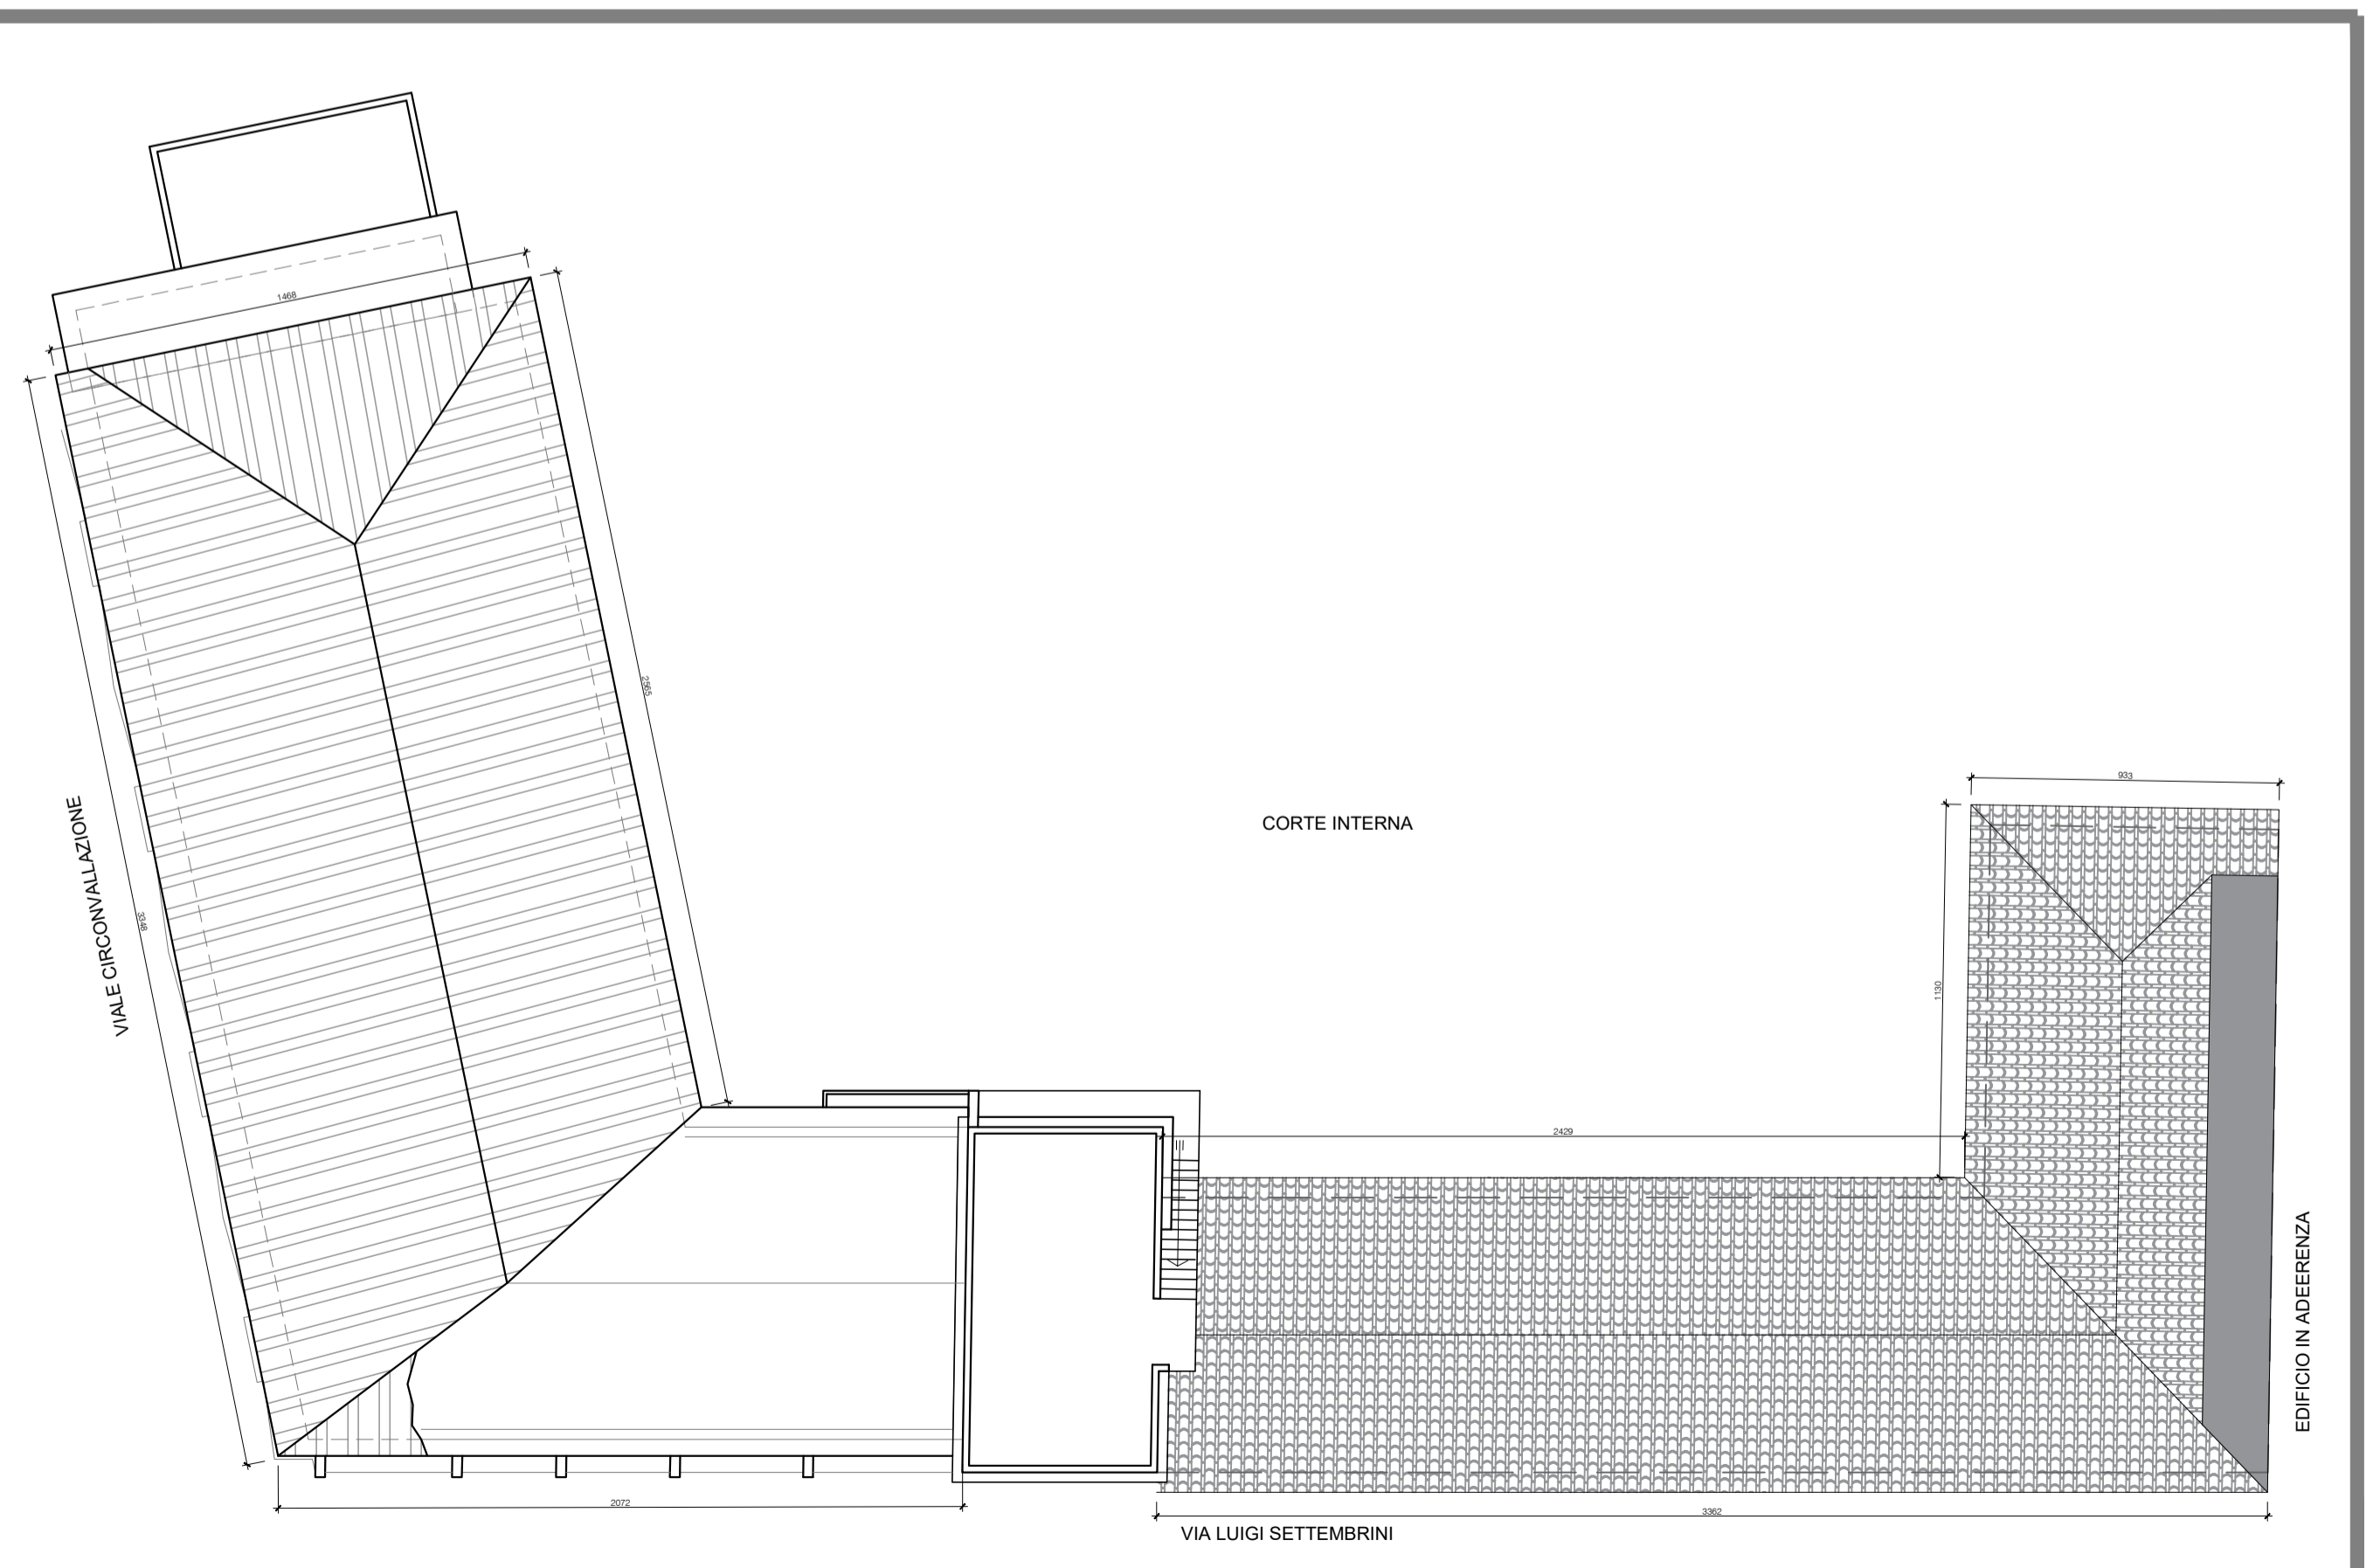 1468
2565
933
VIALE CIRCONVALLAZIONE
3348
CORTE INTERNA
1130
2429
EDIFICIO IN ADEERENZA
2072
3362
VIA LUIGI SETTEMBRINI